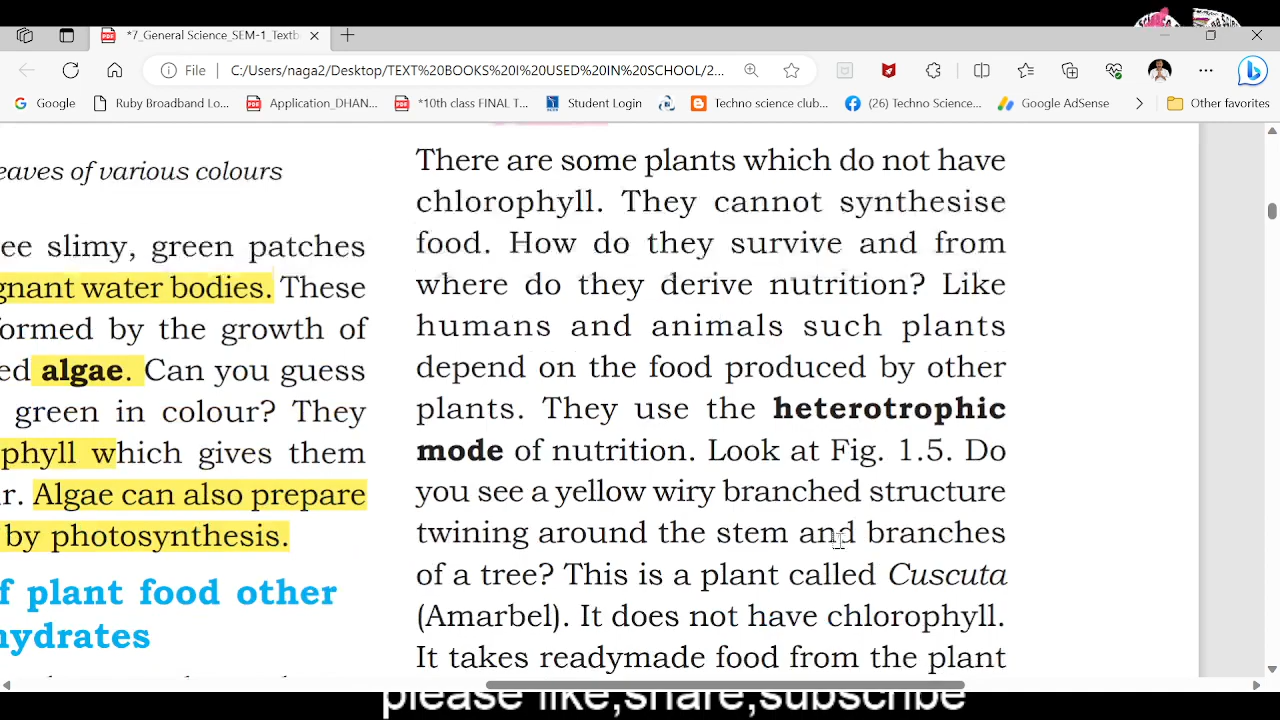 *7_General Science_SEM-1_Textb
File C:/Users/naga2/Desktop/TEXT%20BOOKS%20I%20USED%20IN%20SCHOOL/2...
Google Ruby Broadband Lo... Application_DHAN... *10th class FINAL T... Student Login Techno science club... (26) Techno Science... Google AdSense Other favorites
eaves of various colours
ee slimy, green patches
gnant water bodies. These
ormed by the growth of
ed algae. Can you guess
green in colour? They
phyll which gives them
r. Algae can also prepare
by photosynthesis.
f plant food other
hydrates
There are some plants which do not have
chlorophyll. They cannot synthesise
food. How do they survive and from
where do they derive nutrition? Like
humans and animals such plants
depend on the food produced by other
plants. They use the heterotrophic
mode of nutrition. Look at Fig. 1.5. Do
you see a yellow wiry branched structure
twining around the stem and branches
of a tree? This is a plant called Cuscuta
(Amarbel). It does not have chlorophyll.
It takes readymade food from the plant
please like,share,subscribe